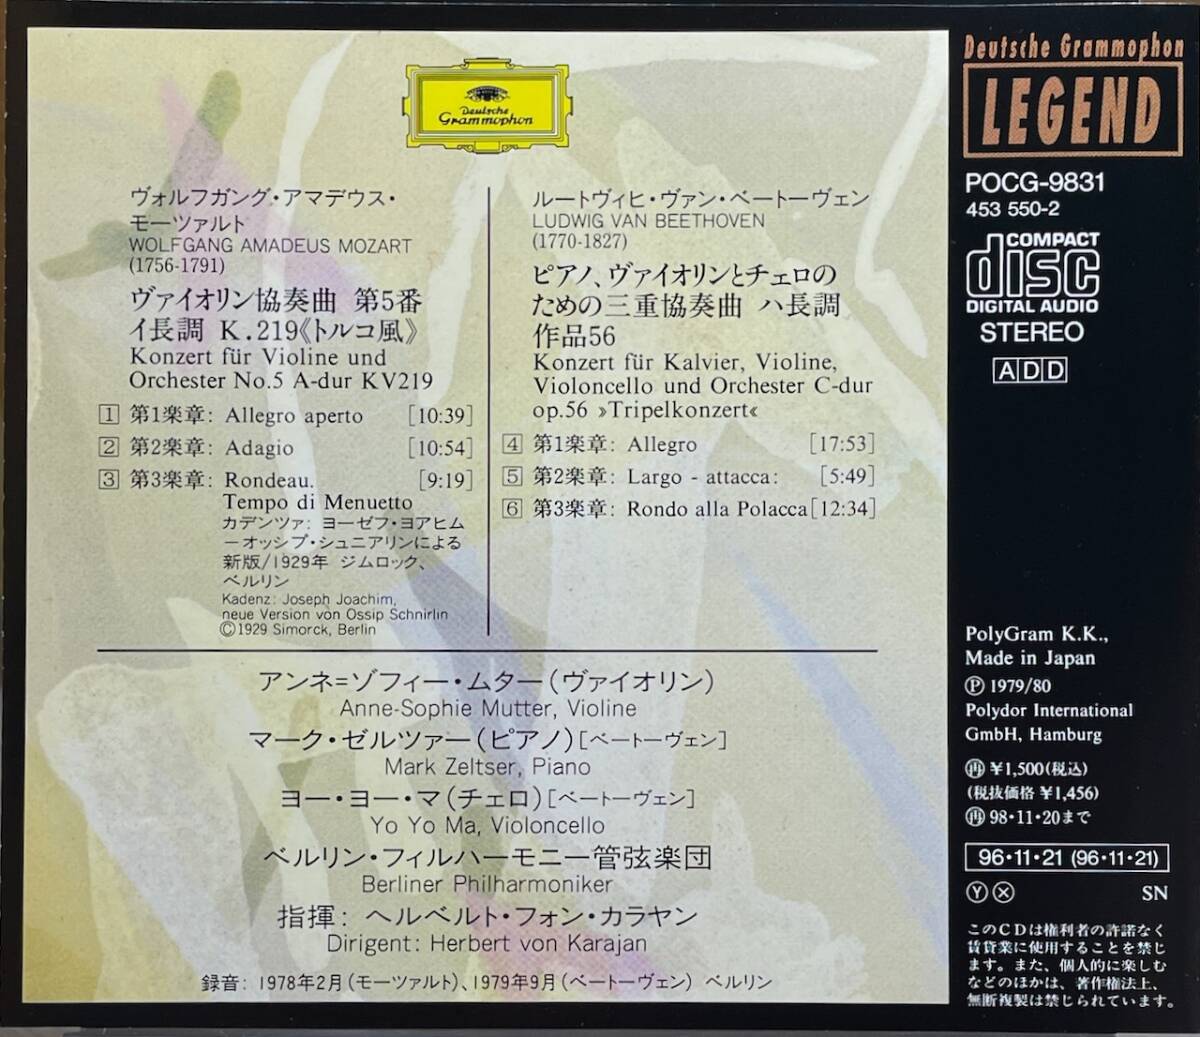 Deutsche
Grammophon
ヴォルフガング・アマデウス・
モーツァルト
WOLFGANG AMADEUS MOZART
(1756-1791)
ヴァイオリン協奏曲 第5番
イ長調 K.219《トルコ風》
Konzert für Violine und
Orchester No.5 A-dur KV219
1 第1楽章: Allegro aperto [10:39]
2 第2楽章: Adagio [10:54]
3 第3楽章: Rondeau. [9:19]
Tempo di Menuetto
カデンツァ: ヨーゼフ・ヨアヒム
−オッシプ・シュニアリンによる
新版/1929年 ジムロック、
ベルリン
Kadenz: Joseph Joachim,
neue Version von Ossip Schnirlin
©1929 Simorck, Berlin
ルートヴィヒ・ヴァン・ベートーヴェン
LUDWIG VAN BEETHOVEN
(1770-1827)
ピアノ、ヴァイオリンとチェロの
ための三重協奏曲 ハ長調
作品56
Konzert für Kalvier, Violine,
Violoncello und Orchester C-dur
op.56 »Tripelkonzert«
4 第1楽章: Allegro [17:53]
5 第2楽章: Largo - attacca: [5:49]
6 第3楽章: Rondo alla Polacca [12:34]
アンネ=ゾフィー・ムター(ヴァイオリン)
Anne-Sophie Mutter, Violine
マーク・ゼルツァー(ピアノ)[ベートーヴェン]
Mark Zeltser, Piano
ヨー・ヨー・マ(チェロ)[ベートーヴェン]
Yo Yo Ma, Violoncello
ベルリン・フィルハーモニー管弦楽団
Berliner Philharmoniker
指揮: ヘルベルト・フォン・カラヤン
Dirigent: Herbert von Karajan
録音: 1978年2月(モーツァルト)、1979年9月(ベートーヴェン) ベルリン
Deutsche Grammophon
LEGEND
POCG-9831
453 550-2
COMPACT
disc
DIGITAL AUDIO
STEREO
ADD
PolyGram K.K.,
Made in Japan
℗ 1979/80
Polydor International
GmbH, Hamburg
㊥¥1,500(税込)
(税抜価格 ¥1,456)
再 98・11・20まで
96・11・21 (96・11・21)
Ⓨ Ⓧ SN
このCDは権利者の許諾なく
賃貸業に使用することを禁じ
ます。また、個人的に楽しむ
などのほかは、著作権法上、
無断複製は禁じられています。